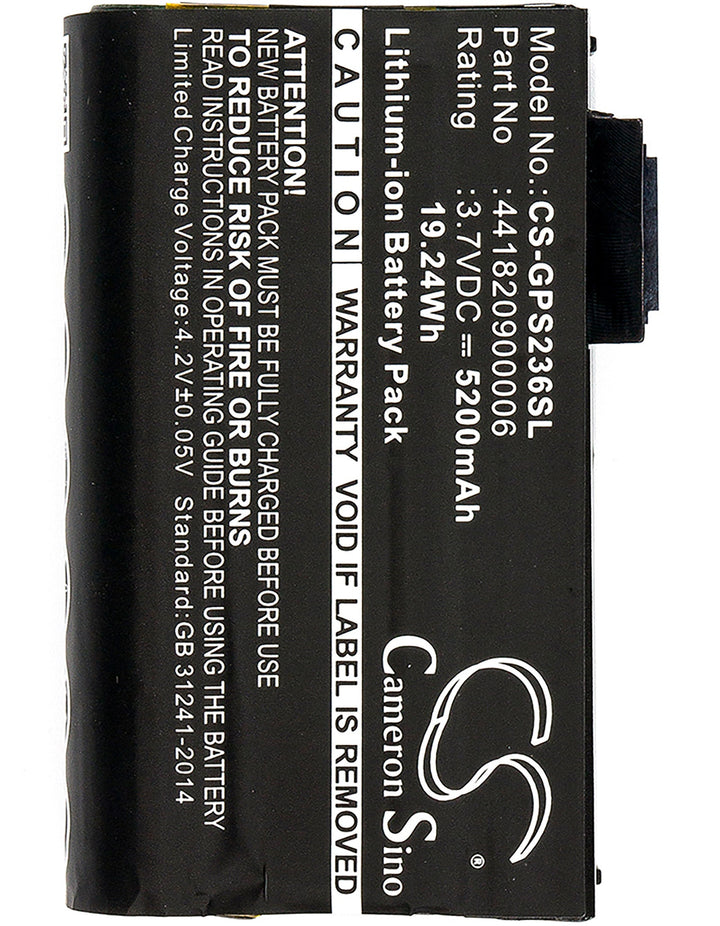 Model No.:CS-GPS236SL
Part No :441820900006
Rating :3.7VDC ⎓ 5200mAh
19.24Wh
Lithium-ion Battery Pack
CS
Cameron Sino
®
CAUTION WARRANTY VOID IF LABEL IS REMOVED
ATTENTION!
NEW BATTERY PACK MUST BE FULLY CHARGED BEFORE USE
TO REDUCE RISK OF FIRE OR BURNS
READ INSTRUCTIONS IN OPERATING GUIDE BEFORE USING THE BATTERY
Limited Charge Voltage:4.2V±0.05V Standard:GB 31241-2014